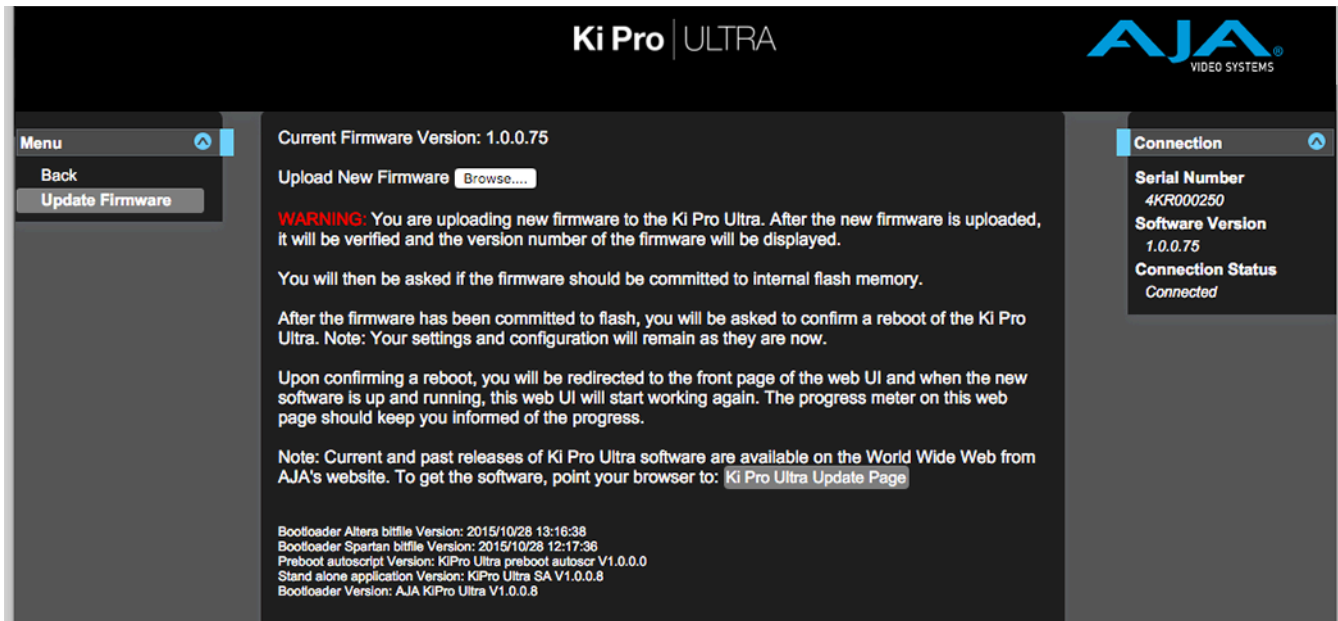 Ki Pro ULTRA
AJA®
VIDEO SYSTEMS
Menu
Back
Update Firmware
Current Firmware Version: 1.0.0.75
Upload New Firmware Browse....
WARNING: You are uploading new firmware to the Ki Pro Ultra. After the new firmware is uploaded,
it will be verified and the version number of the firmware will be displayed.
You will then be asked if the firmware should be committed to internal flash memory.
After the firmware has been committed to flash, you will be asked to confirm a reboot of the Ki Pro
Ultra. Note: Your settings and configuration will remain as they are now.
Upon confirming a reboot, you will be redirected to the front page of the web UI and when the new
software is up and running, this web UI will start working again. The progress meter on this web
page should keep you informed of the progress.
Note: Current and past releases of Ki Pro Ultra software are available on the World Wide Web from
AJA's website. To get the software, point your browser to: Ki Pro Ultra Update Page
Bootloader Altera bitfile Version: 2015/10/28 13:16:38
Bootloader Spartan bitfile Version: 2015/10/28 12:17:36
Preboot autoscript Version: KiPro Ultra preboot autoscr V1.0.0.0
Stand alone application Version: KiPro Ultra SA V1.0.0.8
Bootloader Version: AJA KiPro Ultra V1.0.0.8
Connection
Serial Number
4KR000250
Software Version
1.0.0.75
Connection Status
Connected